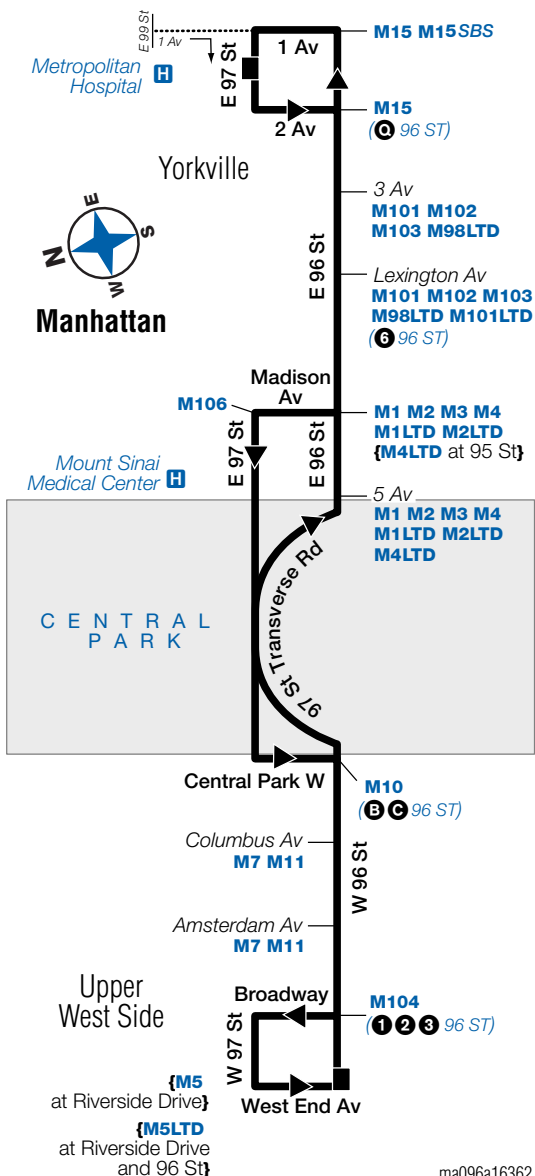 E 99 St
1 Av
1 Av
M15 M15SBS
Metropolitan
Hospital
H
E 97 St
2 Av
M15
(Q 96 ST)
Yorkville
3 Av
M101 M102
M103 M98LTD
E
S
N
W
E 96 St
Lexington Av
M101 M102 M103
M98LTD M101LTD
(6 96 ST)
Manhattan
Madison
Av
M106
M1 M2 M3 M4
M1LTD M2LTD
{M4LTD at 95 St}
E 97 St
E 96 St
Mount Sinai
Medical Center
H
5 Av
M1 M2 M3 M4
M1LTD M2LTD
M4LTD
97 St Transverse Rd
CENTRAL
PARK
Central Park W
M10
(B C 96 ST)
Columbus Av
M7 M11
W 96 St
Amsterdam Av
M7 M11
Upper
West Side
Broadway
M104
(1 2 3 96 ST)
W 97 St
West End Av
{M5
at Riverside Drive}
{M5LTD
at Riverside Drive
and 96 St}
ma096a16362